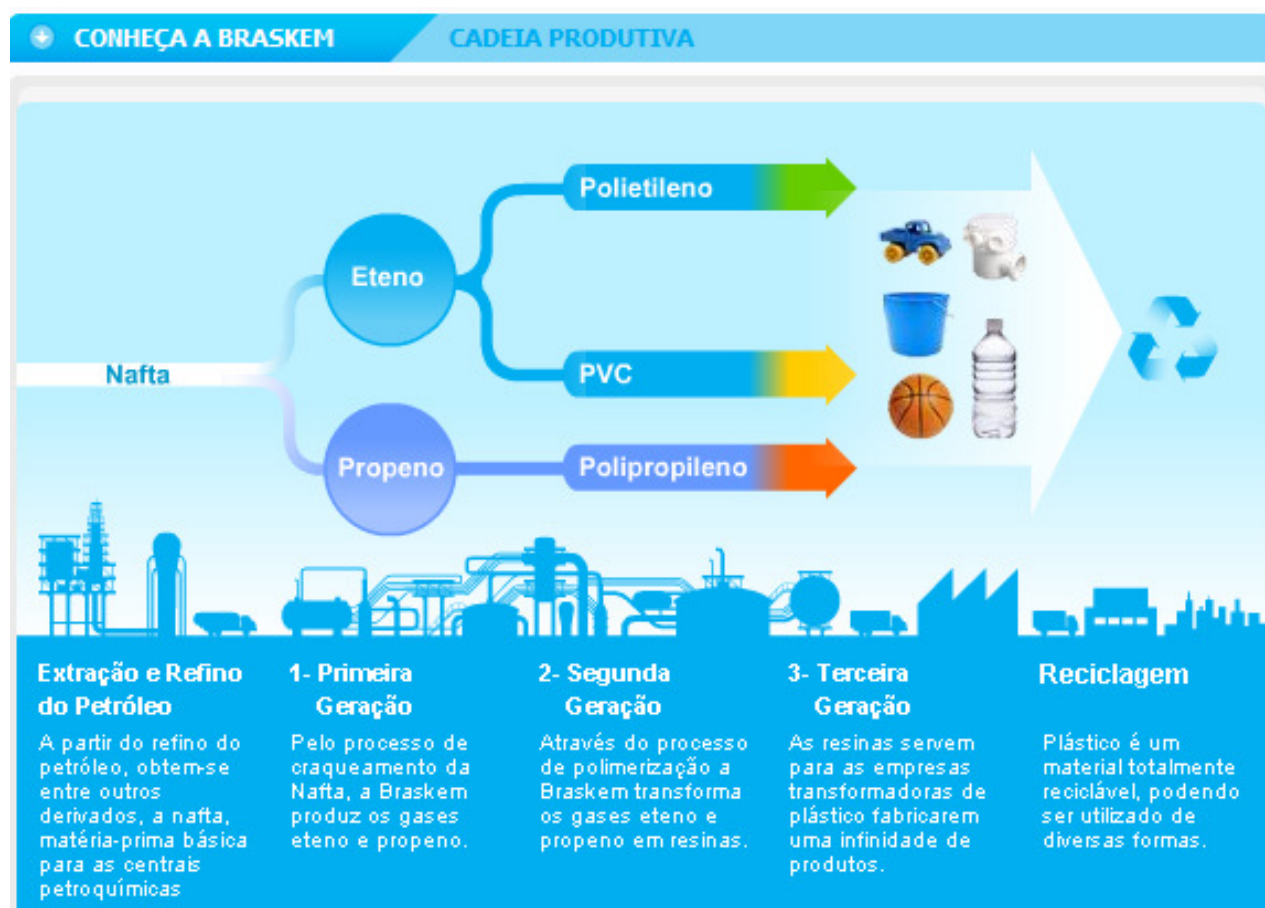 CONHEÇA A BRASKEM
CADEIA PRODUTIVA
Polietileno
Eteno
Nafta
PVC
Propeno
Polipropileno
Extração e Refino
do Petróleo
A partir do refino do
petróleo, obtem-se
entre outros
derivados, a nafta,
matéria-prima básica
para as centrais
petroquímicas
1- Primeira
Geração
Pelo processo de
craqueamento da
Nafta, a Braskem
produz os gases
eteno e propeno.
2- Segunda
Geração
Através do processo
de polimerização a
Braskem transforma
os gases eteno e
propeno em resinas.
3- Terceira
Geração
As resinas servem
para as empresas
transformadoras de
plástico fabricarem
uma infinidade de
produtos.
Reciclagem
Plástico é um
material totalmente
reciclável, podendo
ser utilizado de
diversas formas.